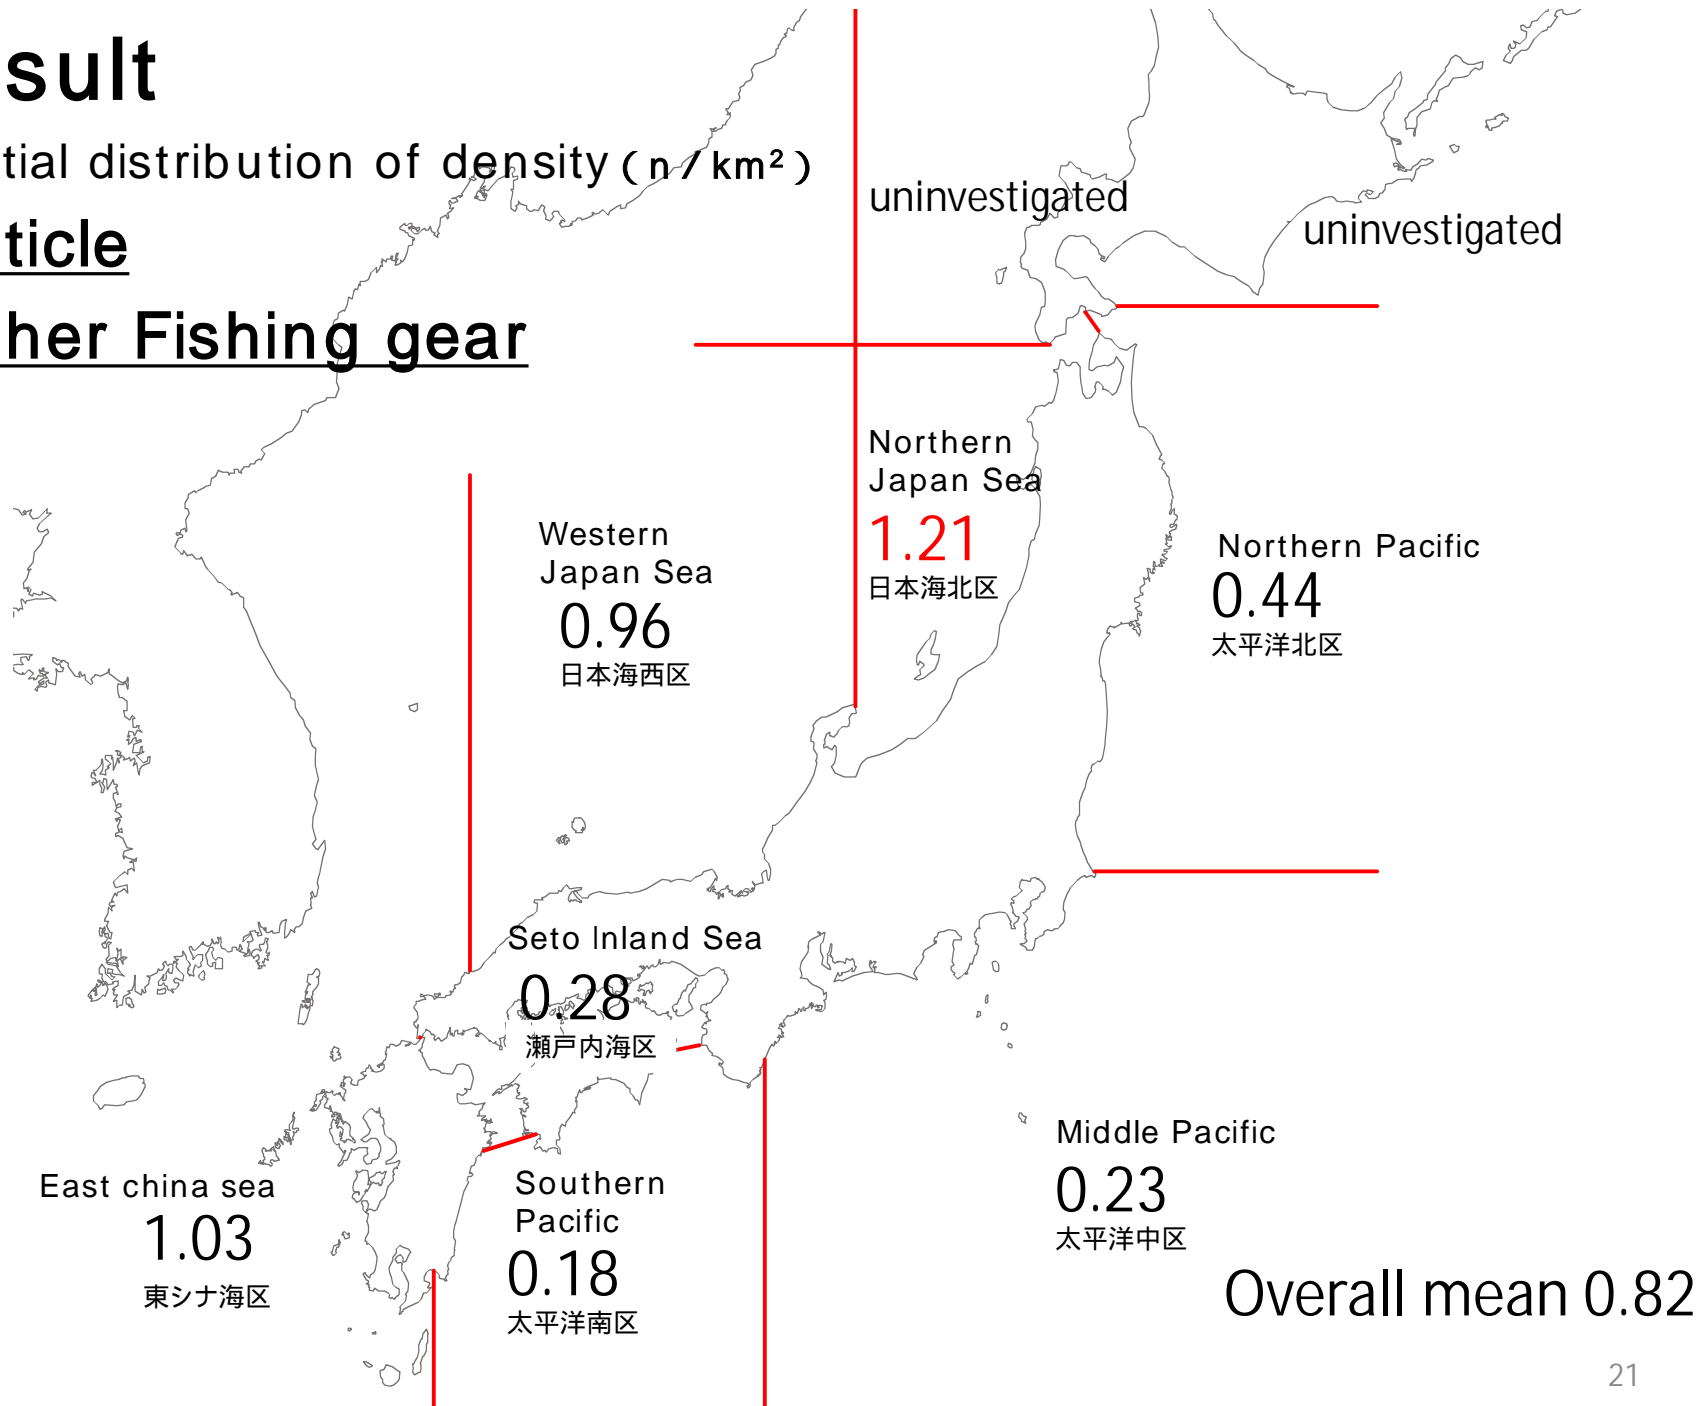 sult
tial distribution of density (n/km²)
ticle
her Fishing gear
uninvestigated
uninvestigated
Northern
Japan Sea
1.21
日本海北区
Western
Japan Sea
0.96
日本海西区
Northern Pacific
0.44
太平洋北区
Seto Inland Sea
0.28
瀬戸内海区
Middle Pacific
0.23
太平洋中区
East china sea
1.03
東シナ海区
Southern
Pacific
0.18
太平洋南区
Overall mean 0.82
21